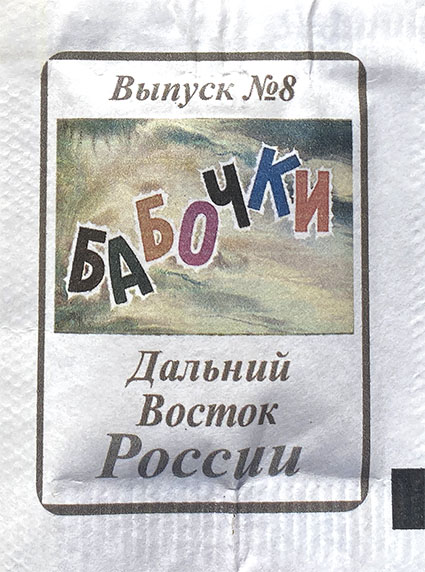 Выпуск №8
БАБОЧКИ
Дальний
Восток
России